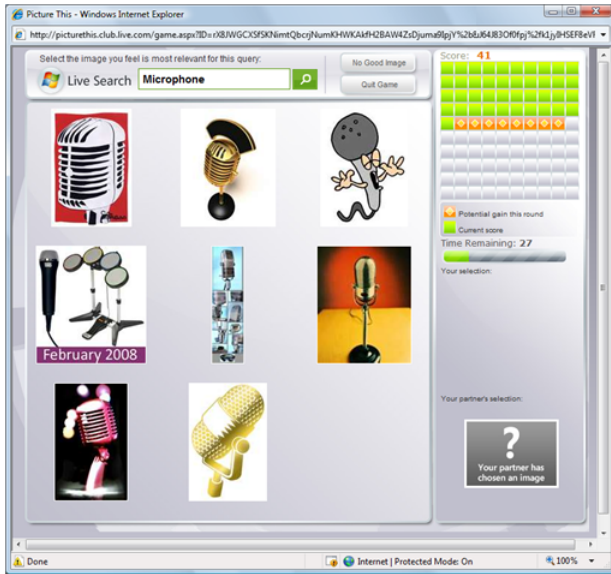 Picture This - Windows Internet Explorer
Select the image you feel is most relevant for this query:
Live Search
Microphone
No Good Image
Quit Game
February 2008
Score: 41
Potential gain this round
Current score
Time Remaining: 27
Your selection:
Your partner's selection:
?
Your partner has
chosen an image
Done
Internet | Protected Mode: On
100%